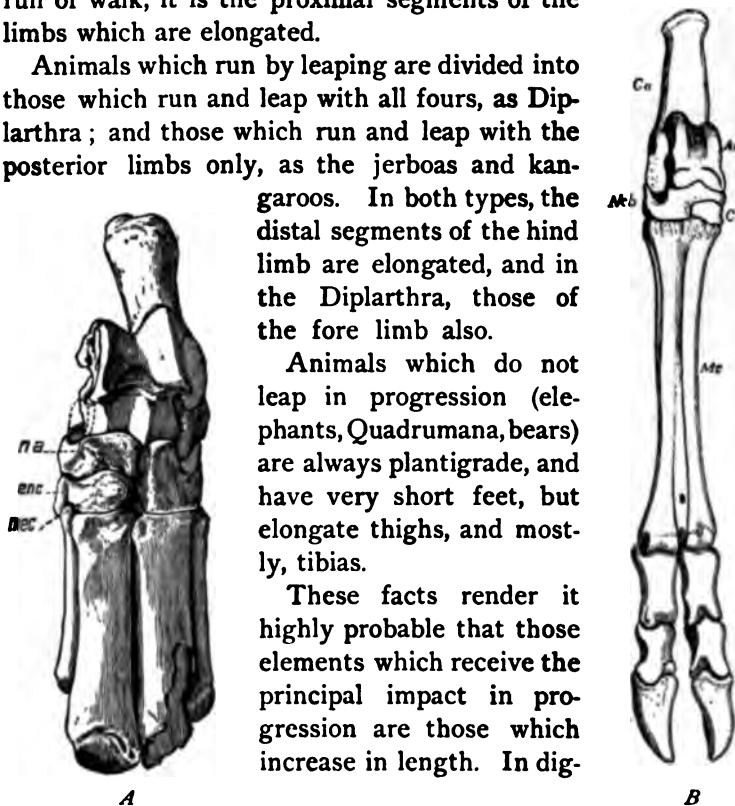 run or walk, it is the proximal segments of the
limbs which are elongated.
Animals which run by leaping are divided into
those which run and leap with all fours, as Dip-
larthra; and those which run and leap with the
posterior limbs only, as the jerboas and kan-
garoos. In both types, the
distal segments of the hind
limb are elongated, and in
the Diplarthra, those of
the fore limb also.
Animals which do not
leap in progression (ele-
phants, Quadrumana, bears)
are always plantigrade, and
have very short feet, but
elongate thighs, and most-
ly, tibias.
These facts render it
highly probable that those
elements which receive the
principal impact in pro-
gression are those which
increase in length. In dig-
na
enc
A
Ca
C
B